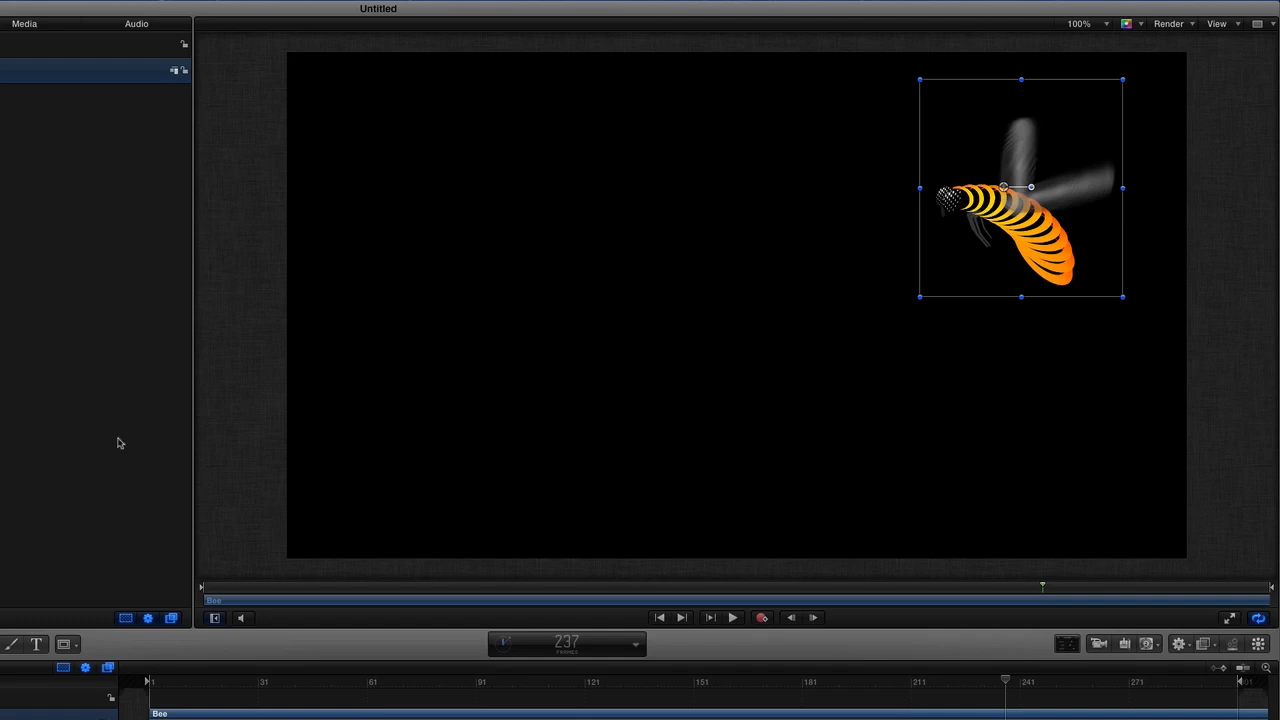 Untitled
Media Audio 100% Render View
Bee
T 237
FRAMES
1 31 61 91 121 151 181 211 241 271
Bee